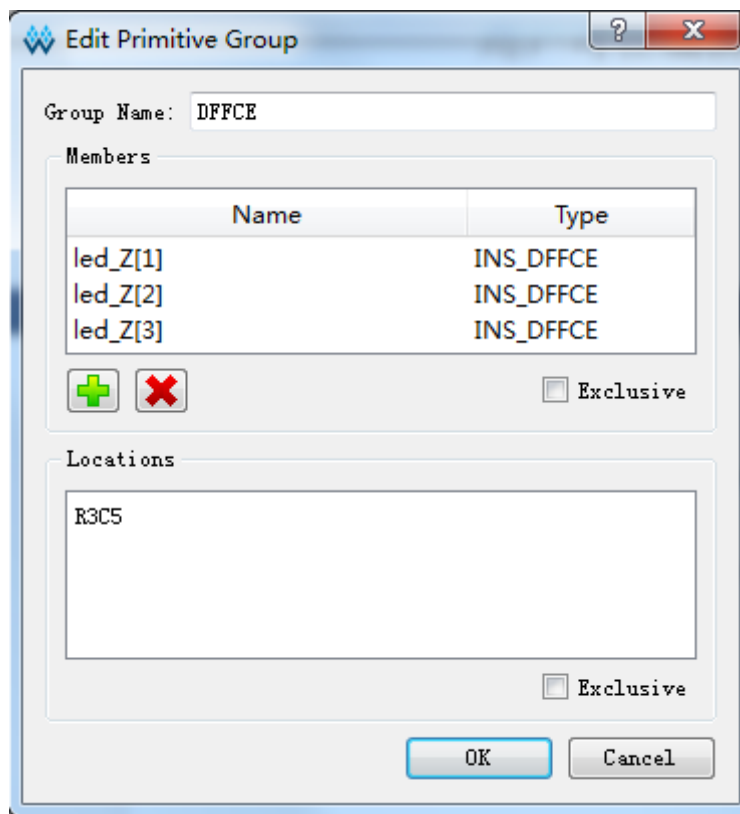 Edit Primitive Group
Group Name: DFFCE
Members
Name Type
led_Z[1] INS_DFFCE
led_Z[2] INS_DFFCE
led_Z[3] INS_DFFCE
Exclusive
Locations
R3C5
Exclusive
OK Cancel